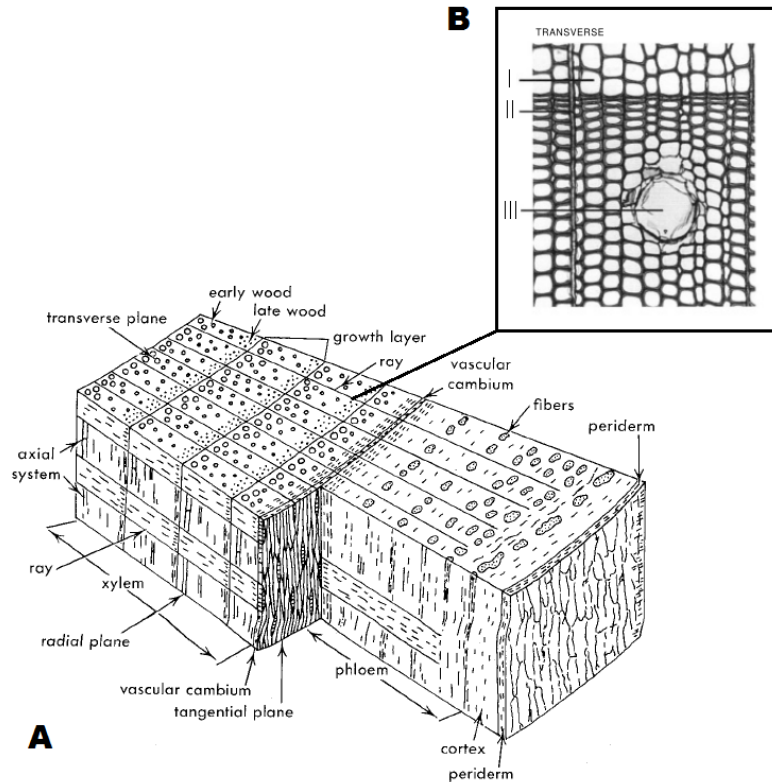 B
TRANSVERSE
I
II
III
early wood
late wood
transverse plane
growth layer
ray
vascular
cambium
fibers
periderm
axial
system
ray
xylem
radial plane
phloem
vascular cambium
tangential plane
cortex
periderm
A